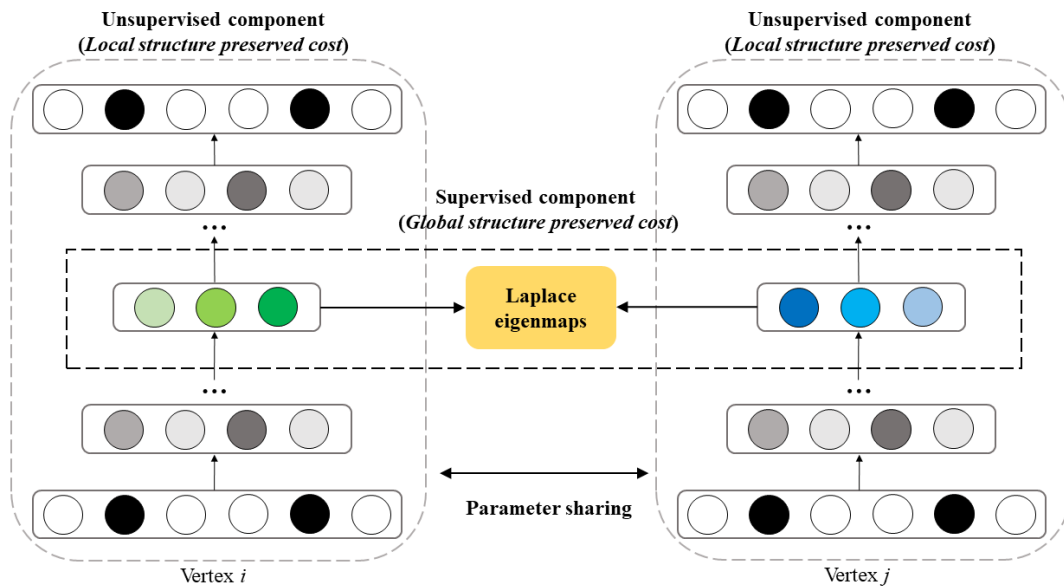 Unsupervised component
(Local structure preserved cost)
Unsupervised component
(Local structure preserved cost)
...
...
Supervised component
(Global structure preserved cost)
Laplace
eigenmaps
...
...
Parameter sharing
Vertex i
Vertex j